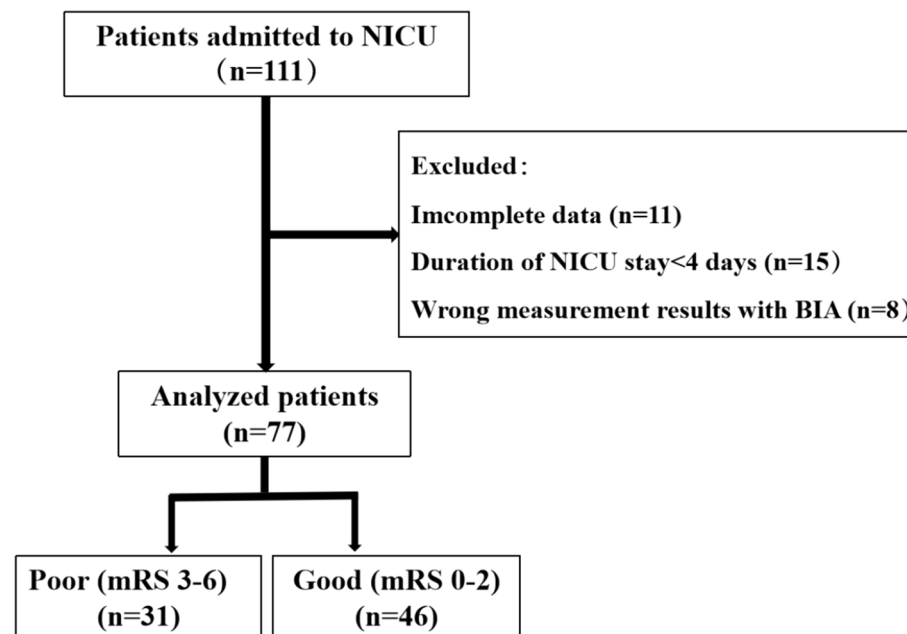 Patients admitted to NICU
（n=111）
Excluded：
Imcomplete data (n=11)
Duration of NICU stay<4 days (n=15）
Wrong measurement results with BIA (n=8）
Analyzed patients
(n=77)
Poor (mRS 3-6)
(n=31)
Good (mRS 0-2)
(n=46)